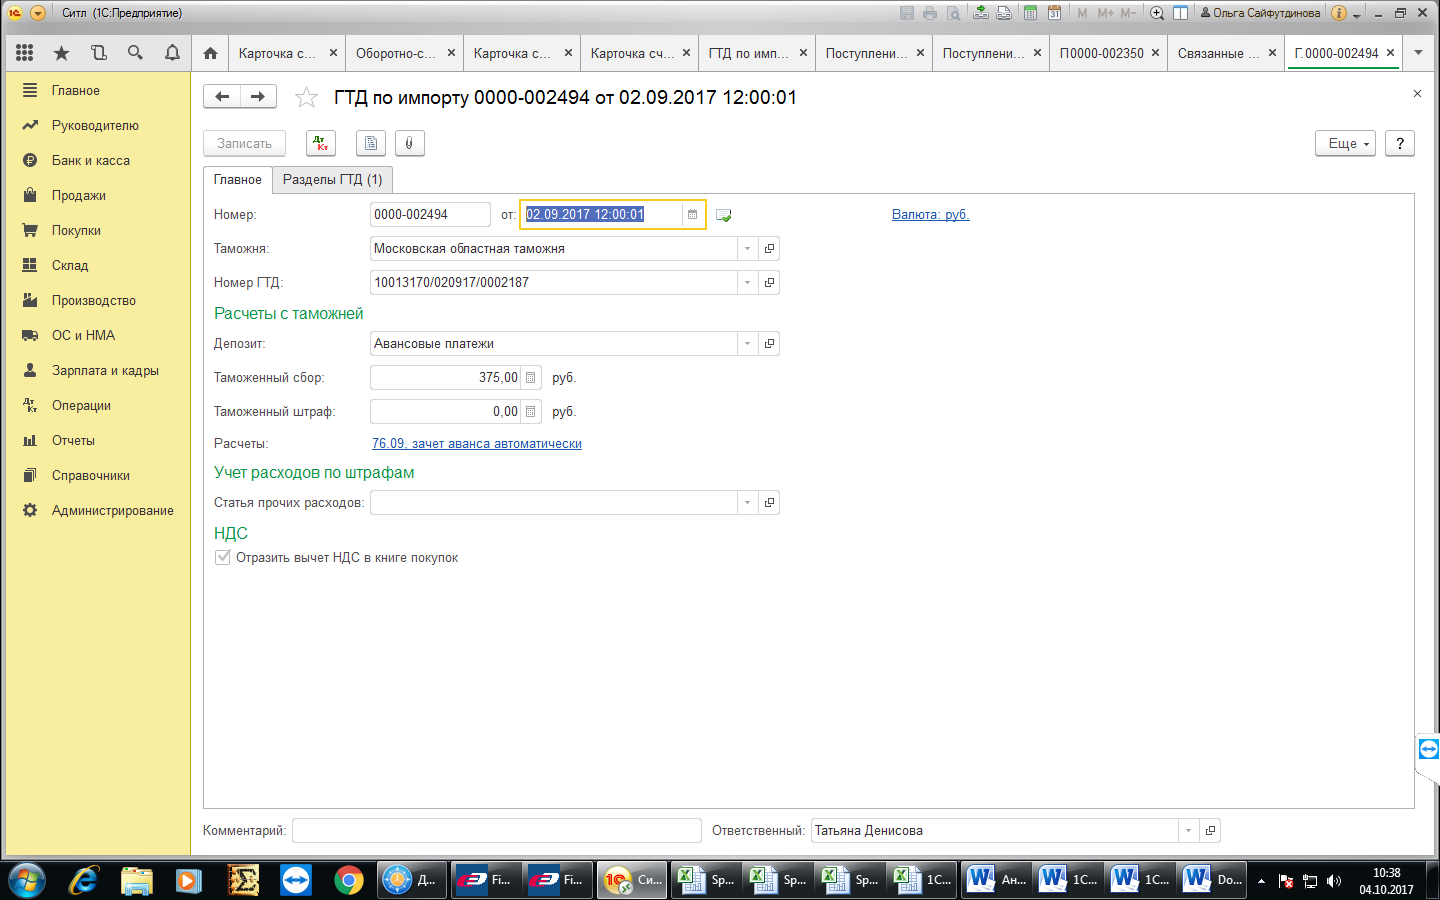 Ситл (1С:Предприятие)
M M+ M- Ольга Сайфутдинова
Карточка с... Оборотно-с... Карточка с... Карточка сч... ГТД по имп... Поступлени... Поступлени... П0000-002350 Связанные ... Г.0000-002494
Главное
Руководителю
Банк и касса
Продажи
Покупки
Склад
Производство
ОС и НМА
Зарплата и кадры
Операции
Отчеты
Справочники
Администрирование
ГТД по импорту 0000-002494 от 02.09.2017 12:00:01
Записать Дт Кт Еще ?
Главное Разделы ГТД (1)
Номер: 0000-002494 от: 02.09.2017 12:00:01 Валюта: руб.
Таможня: Московская областная таможня
Номер ГТД: 10013170/020917/0002187
Расчеты с таможней
Депозит: Авансовые платежи
Таможенный сбор: 375,00 руб.
Таможенный штраф: 0,00 руб.
Расчеты: 76.09, зачет аванса автоматически
Учет расходов по штрафам
Статья прочих расходов:
НДС
Отразить вычет НДС в книге покупок
Комментарий: Ответственный: Татьяна Денисова
Д... Fi... Fi... Си... Sp... Sp... Sp... 1С... Ан... 1С... 1С... Do...
10:38
04.10.2017